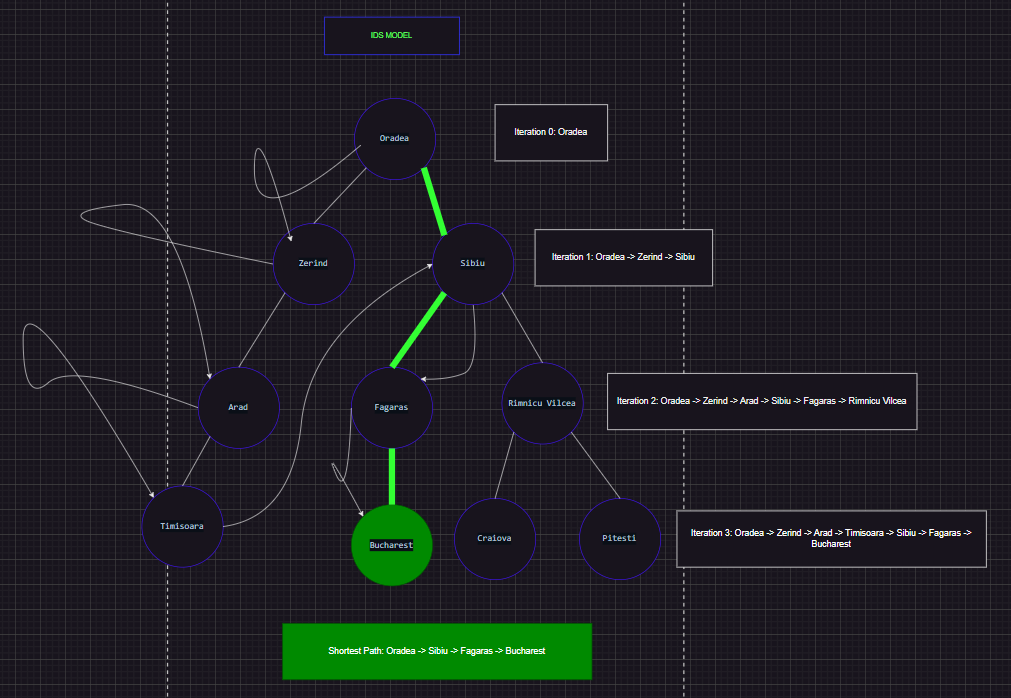 IDS MODEL
Oradea
Iteration 0: Oradea
Zerind
Sibiu
Iteration 1: Oradea -> Zerind -> Sibiu
Arad
Fagaras
Rimnicu Vilcea
Iteration 2: Oradea -> Zerind -> Arad -> Sibiu -> Fagaras -> Rimnicu Vilcea
Timisoara
Bucharest
Craiova
Pitesti
Iteration 3: Oradea -> Zerind -> Arad -> Timisoara -> Sibiu -> Fagaras ->
Bucharest
Shortest Path: Oradea -> Sibiu -> Fagaras -> Bucharest